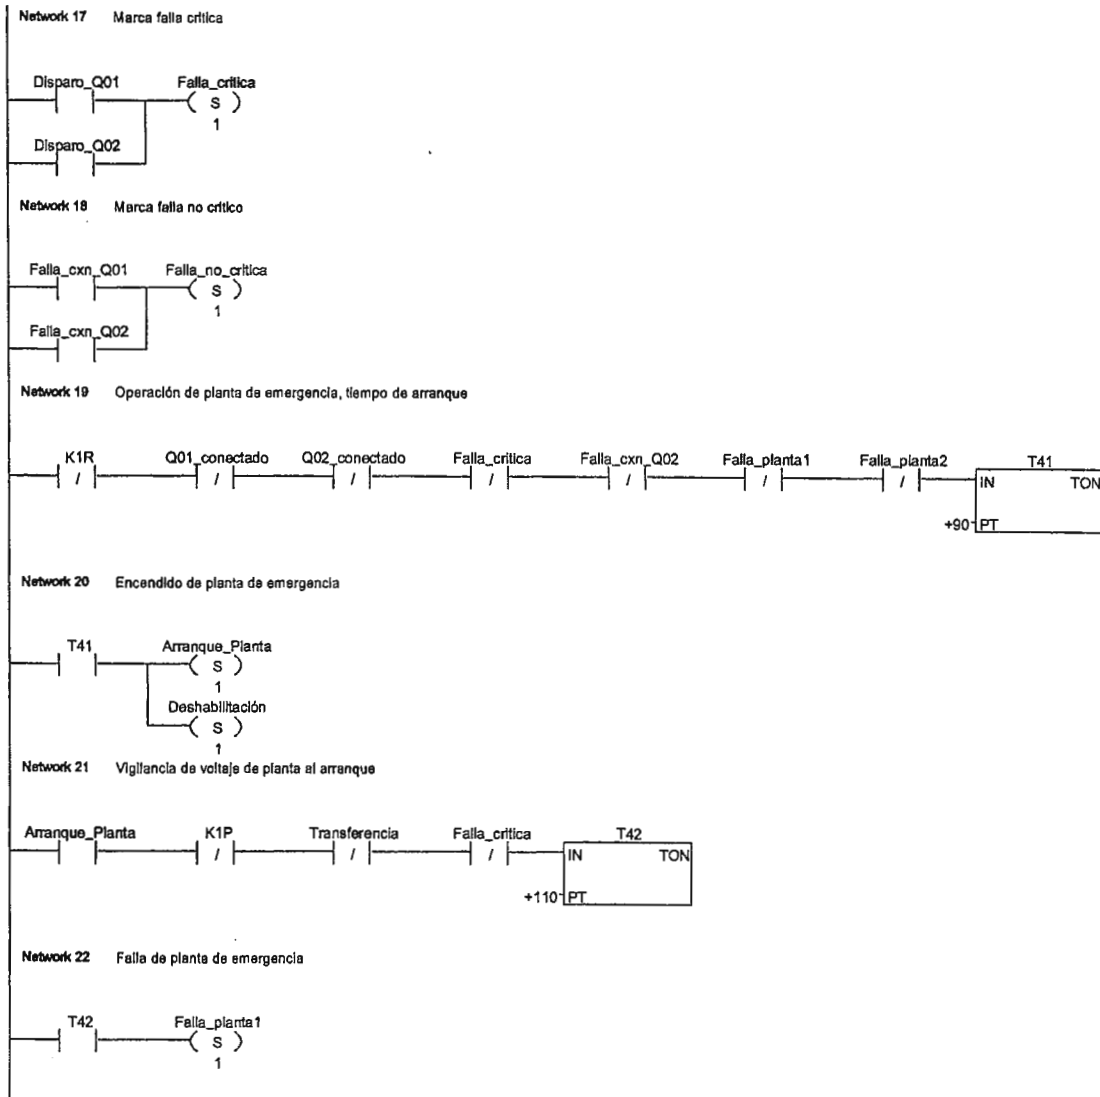 Network 17 Marca falla critica
Disparo_Q01 Falla_critica
S
1
Disparo_Q02
Network 18 Marca falla no critico
Falla_cxn_Q01 Falla_no_critica
S
1
Falla_cxn_Q02
Network 19 Operación de planta de emergencia, tiempo de arranque
K1R Q01_conectado Q02_conectado Falla_critica Falla_cxn_Q02 Falla_planta1 Falla_planta2 T41
/ / / / / / / IN TON
+90 PT
Network 20 Encendido de planta de emergencia
T41 Arranque_Planta
S
1
Deshabilitación
S
1
Network 21 Vigilancia de voltaje de planta al arranque
Arranque_Planta K1P Transferencia Falla_critica T42
/ / / IN TON
+110 PT
Network 22 Falla de planta de emergencia
T42 Falla_planta1
S
1